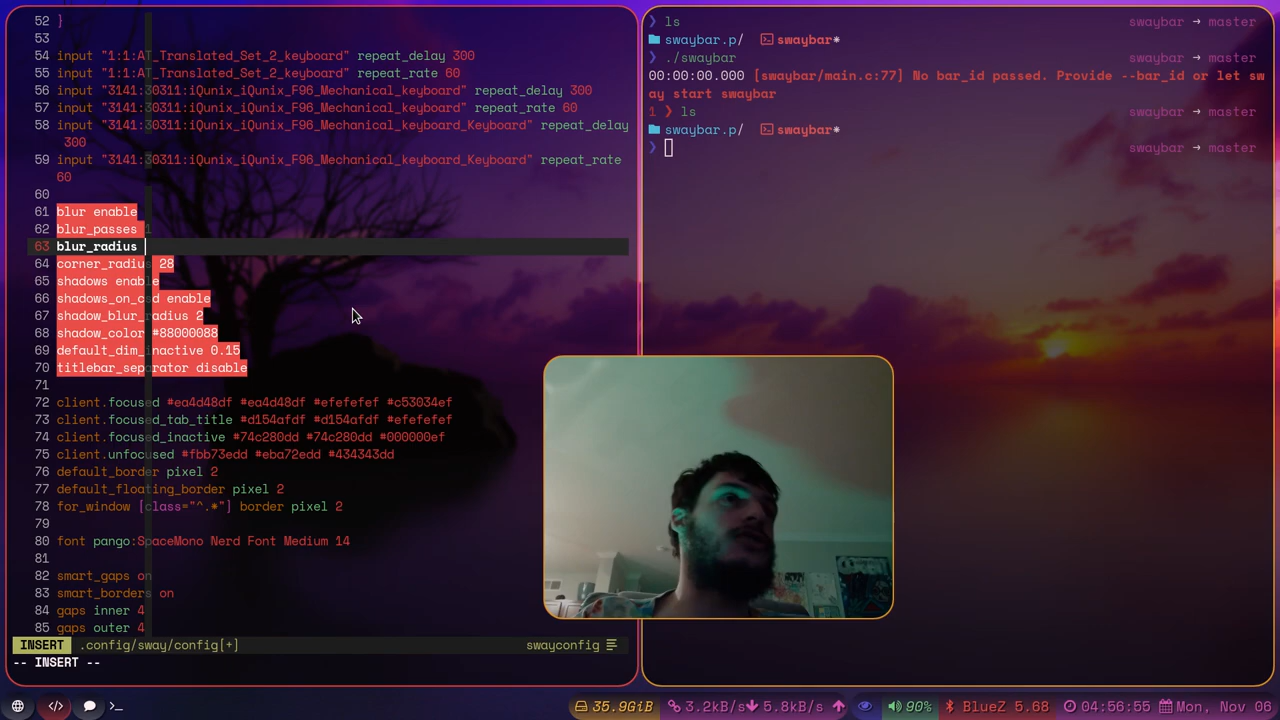 52 }
53
54 input "1:1:AT_Translated_Set_2_keyboard" repeat_delay 300
55 input "1:1:AT_Translated_Set_2_keyboard" repeat_rate 60
56 input "3141:30311:iQunix_iQunix_F96_Mechanical_keyboard" repeat_delay 300
57 input "3141:30311:iQunix_iQunix_F96_Mechanical_keyboard" repeat_rate 60
58 input "3141:30311:iQunix_iQunix_F96_Mechanical_keyboard_Keyboard" repeat_delay
300
59 input "3141:30311:iQunix_iQunix_F96_Mechanical_keyboard_Keyboard" repeat_rate
60
60
61 blur enable
62 blur_passes 1
63 blur_radius
64 corner_radius 28
65 shadows enable
66 shadows_on_csd enable
67 shadow_blur_radius 2
68 shadow_color #88000088
69 default_dim_inactive 0.15
70 titlebar_separator disable
71
72 client.focused #ea4d48df #ea4d48df #efefefef #c53034ef
73 client.focused_tab_title #d154afdf #d154afdf #efefefef
74 client.focused_inactive #74c280dd #74c280dd #000000ef
75 client.unfocused #fbb73edd #eba72edd #434343dd
76 default_border pixel 2
77 default_floating_border pixel 2
78 for_window [class="^.*"] border pixel 2
79
80 font pango:SpaceMono Nerd Font Medium 14
81
82 smart_gaps on
83 smart_borders on
84 gaps inner 4
85 gaps outer 4
INSERT .config/sway/config[+] swayconfig
-- INSERT --
❯ ls swaybar → master
swaybar.p/ swaybar*
❯ ./swaybar
00:00:00.000 [swaybar/main.c:77] No bar_id passed. Provide --bar_id or let sw
ay start swaybar
1 ❯ ls swaybar → master
swaybar.p/ swaybar*
❯ swaybar → master
35.9GiB 3.2kB/s 5.8kB/s 90% BlueZ 5.68 04:56:55 Mon, Nov 06